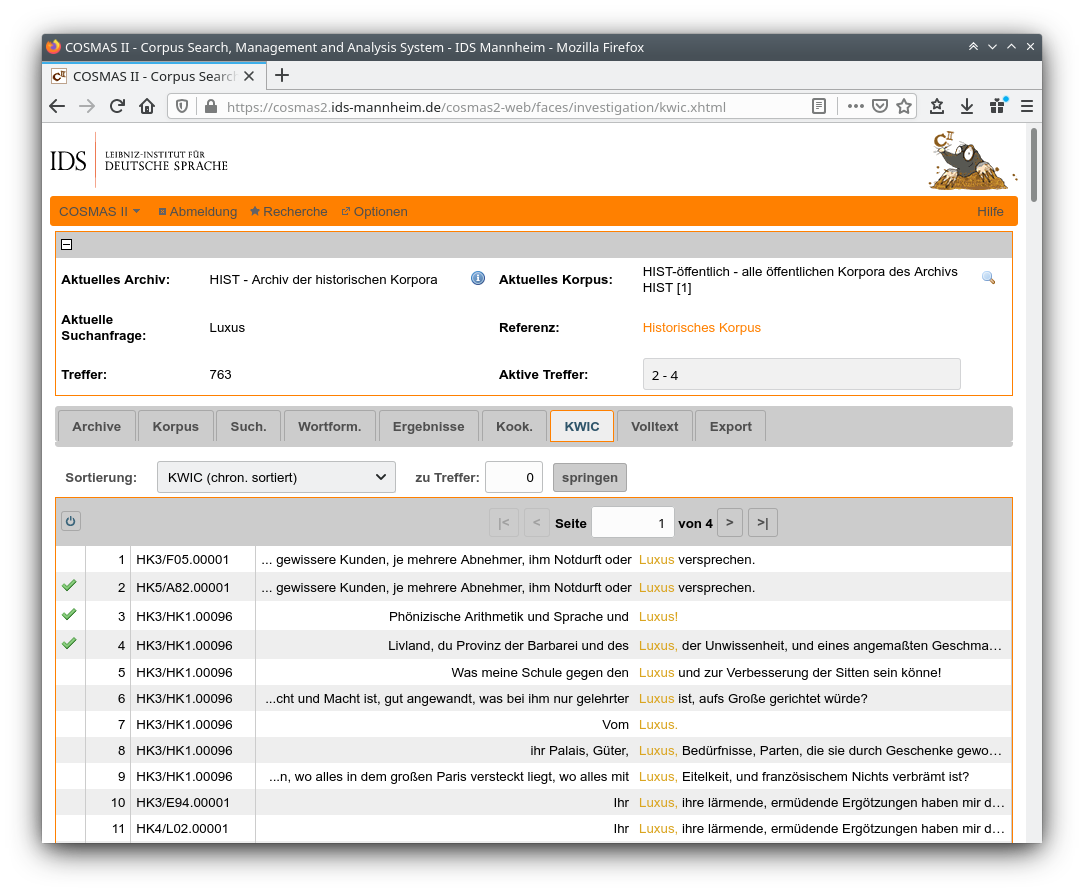 COSMAS II - Corpus Search, Management and Analysis System - IDS Mannheim - Mozilla Firefox
COSMAS II - Corpus Searc
https://cosmas2.ids-mannheim.de/cosmas2-web/faces/investigation/kwic.xhtml
IDS LEIBNIZ-INSTITUT FÜR
DEUTSCHE SPRACHE
CII
COSMAS II Abmeldung Recherche Optionen Hilfe
Aktuelles Archiv: HIST - Archiv der historischen Korpora Aktuelles Korpus: HIST-öffentlich - alle öffentlichen Korpora des Archivs
HIST [1]
Aktuelle
Suchanfrage: Luxus Referenz: Historisches Korpus
Treffer: 763 Aktive Treffer: 2 - 4
Archive Korpus Such. Wortform. Ergebnisse Kook. KWIC Volltext Export
Sortierung: KWIC (chron. sortiert) zu Treffer: 0 springen
|< < Seite 1 von 4 > >|
1 HK3/F05.00001 ... gewissere Kunden, je mehrere Abnehmer, ihm Notdurft oder Luxus versprechen.
2 HK5/A82.00001 ... gewissere Kunden, je mehrere Abnehmer, ihm Notdurft oder Luxus versprechen.
3 HK3/HK1.00096 Phönizische Arithmetik und Sprache und Luxus!
4 HK3/HK1.00096 Livland, du Provinz der Barbarei und des Luxus, der Unwissenheit, und eines angemaßten Geschma…
5 HK3/HK1.00096 Was meine Schule gegen den Luxus und zur Verbesserung der Sitten sein könne!
6 HK3/HK1.00096 ...cht und Macht ist, gut angewandt, was bei ihm nur gelehrter Luxus ist, aufs Große gerichtet würde?
7 HK3/HK1.00096 Vom Luxus.
8 HK3/HK1.00096 ihr Palais, Güter, Luxus, Bedürfnisse, Parten, die sie durch Geschenke gewo…
9 HK3/HK1.00096 ...n, wo alles in dem großen Paris versteckt liegt, wo alles mit Luxus, Eitelkeit, und französischem Nichts verbrämt ist?
10 HK3/E94.00001 Ihr Luxus, ihre lärmende, ermüdende Ergötzungen haben mir d…
11 HK4/L02.00001 Ihr Luxus, ihre lärmende, ermüdende Ergötzungen haben mir d…